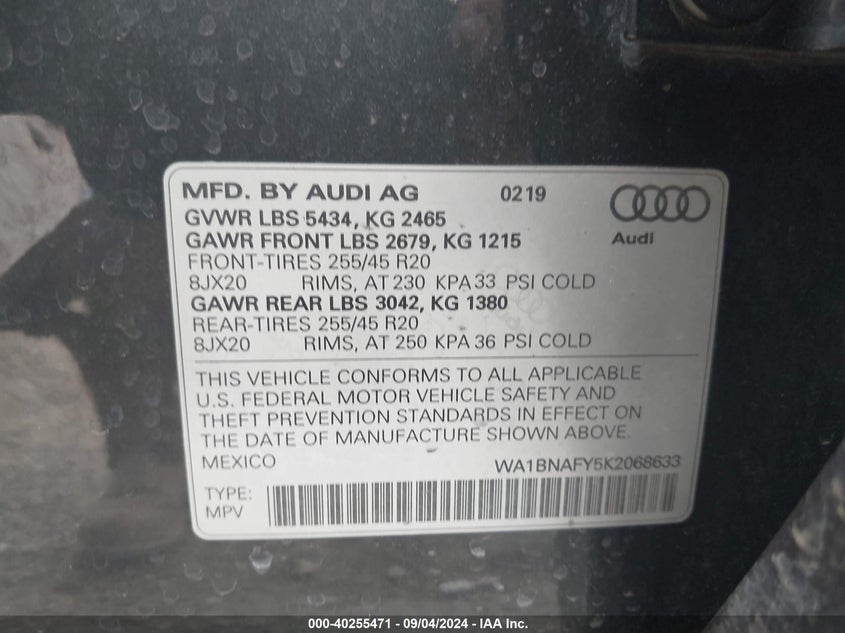 MFD. BY AUDI AG 0219
GVWR LBS 5434, KG 2465
GAWR FRONT LBS 2679, KG 1215
Audi
FRONT-TIRES 255/45 R20
8JX20 RIMS, AT 230 KPA 33 PSI COLD
GAWR REAR LBS 3042, KG 1380
REAR-TIRES 255/45 R20
8JX20 RIMS, AT 250 KPA 36 PSI COLD
THIS VEHICLE CONFORMS TO ALL APPLICABLE
U.S. FEDERAL MOTOR VEHICLE SAFETY AND
THEFT PREVENTION STANDARDS IN EFFECT ON
THE DATE OF MANUFACTURE SHOWN ABOVE.
MEXICO WA1BNAFY5K2068633
TYPE:
MPV
000-40255471 - 09/04/2024 - IAA Inc.